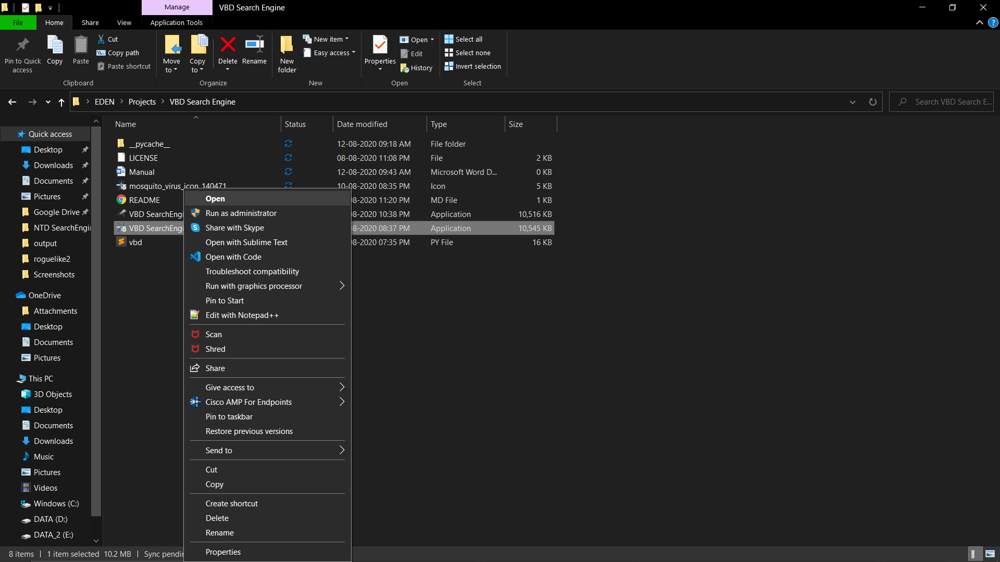 Manage
VBD Search Engine
File
Home
Share
View
Application Tools
Pin to Quick access
Copy
Paste
Cut
Copy path
Paste shortcut
Clipboard
Move to
Copy to
Delete
Rename
Organize
New folder
New item
Easy access
New
Properties
Open
Edit
History
Open
Select all
Select none
Invert selection
Select
EDEN
Projects
VBD Search Engine
Search VBD Search E...
Name
Status
Date modified
Type
Size
__pycache__ 12-08-2020 09:18 AM File folder
LICENSE 08-08-2020 11:08 PM File 2 KB
Manual 12-08-2020 09:43 AM Microsoft Word D... 0 KB
mosquito_virus_icon_140471 10-08-2020 08:35 PM Icon 5 KB
README 8-2020 11:20 PM MD File 1 KB
VBD SearchEngi 8-2020 10:38 PM Application 10,516 KB
VBD SearchEngi 8-2020 08:37 PM Application 10,545 KB
vbd 8-2020 07:35 PM PY File 16 KB
Quick access
Desktop
Downloads
Documents
Pictures
Google Drive
NTD SearchEngi
output
roguelike2
Screenshots
OneDrive
Attachments
Desktop
Documents
Pictures
This PC
3D Objects
Desktop
Documents
Downloads
Music
Pictures
Videos
Windows (C:)
DATA (D:)
DATA_2 (E:)
Open
Run as administrator
Share with Skype
Open with Sublime Text
Open with Code
Troubleshoot compatibility
Run with graphics processor
Pin to Start
Edit with Notepad++
Scan
Shred
Share
Give access to
Cisco AMP For Endpoints
Pin to taskbar
Restore previous versions
Send to
Cut
Copy
Create shortcut
Delete
Rename
Properties
8 items
1 item selected 10.2 MB
Sync pendin